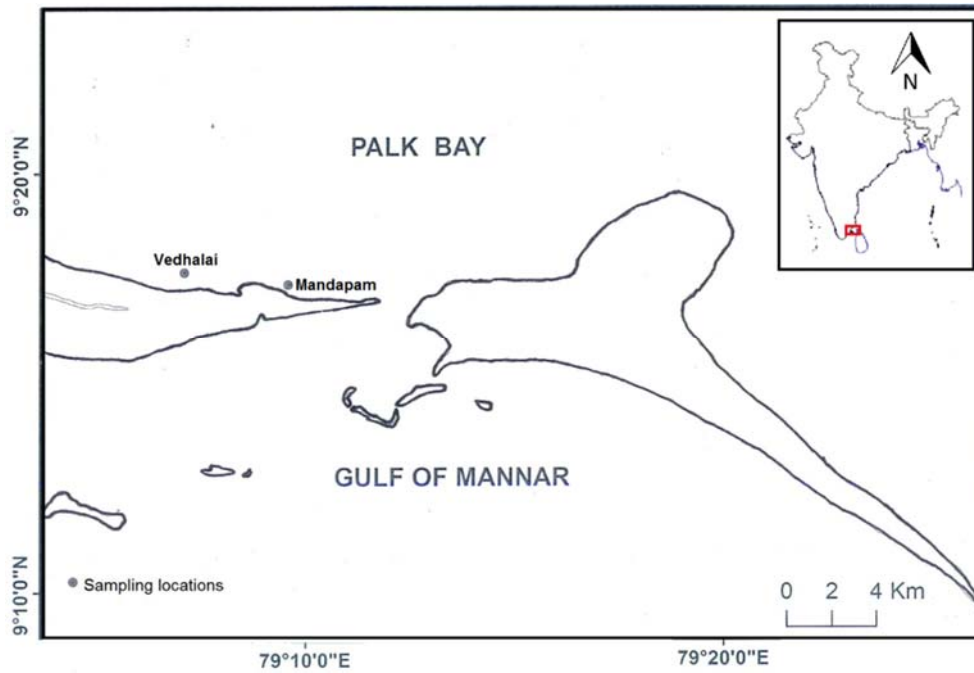 N
PALK BAY
9°20'0"N
Vedhalai
Mandapam
GULF OF MANNAR
9°10'0"N
Sampling locations
0 2 4 Km
79°10'0"E
79°20'0"E